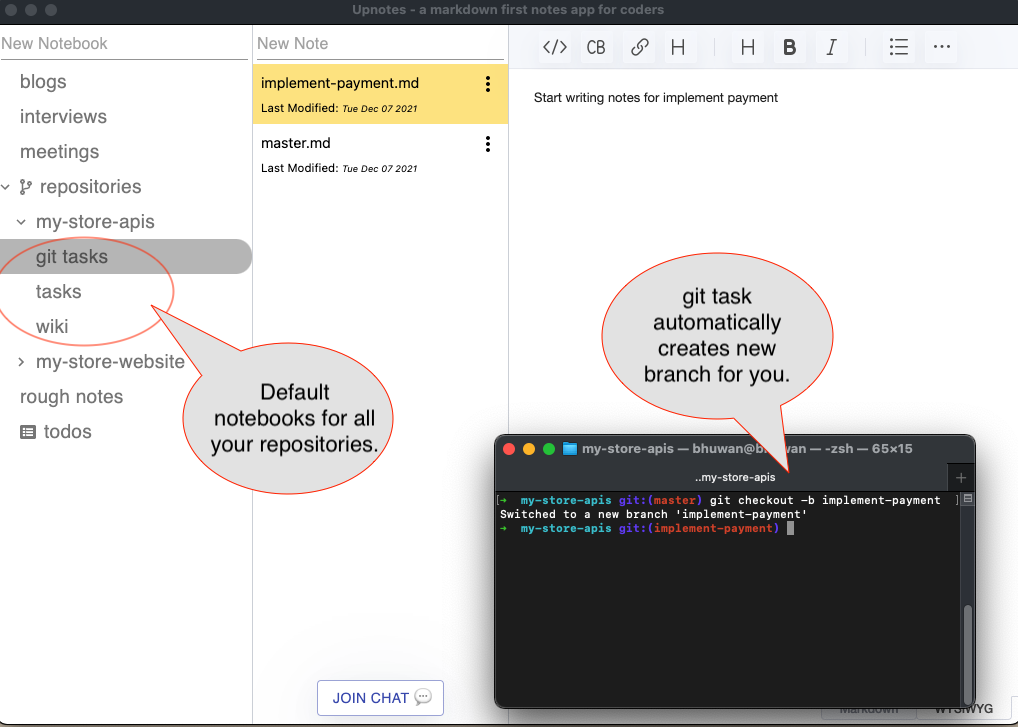 Upnotes - a markdown first notes app for coders
New Notebook
blogs
interviews
meetings
repositories
my-store-apis
git tasks
tasks
wiki
my-store-website
rough notes
todos
New Note
implement-payment.md
Last Modified: Tue Dec 07 2021
master.md
Last Modified: Tue Dec 07 2021
JOIN CHAT
</> CB H H B I
Start writing notes for implement payment
Default
notebooks for all
your repositories.
git task
automatically
creates new
branch for you.
my-store-apis — bhuwan@bhuwan — -zsh — 65×15
..my-store-apis
+
[→ my-store-apis git:(master) git checkout -b implement-payment ]
Switched to a new branch 'implement-payment'
→ my-store-apis git:(implement-payment)
Markdown WYSIWYG